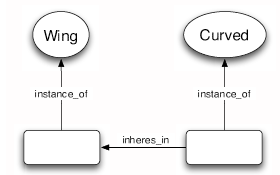 Wing
Curved
instance_of
instance_of
inheres_in